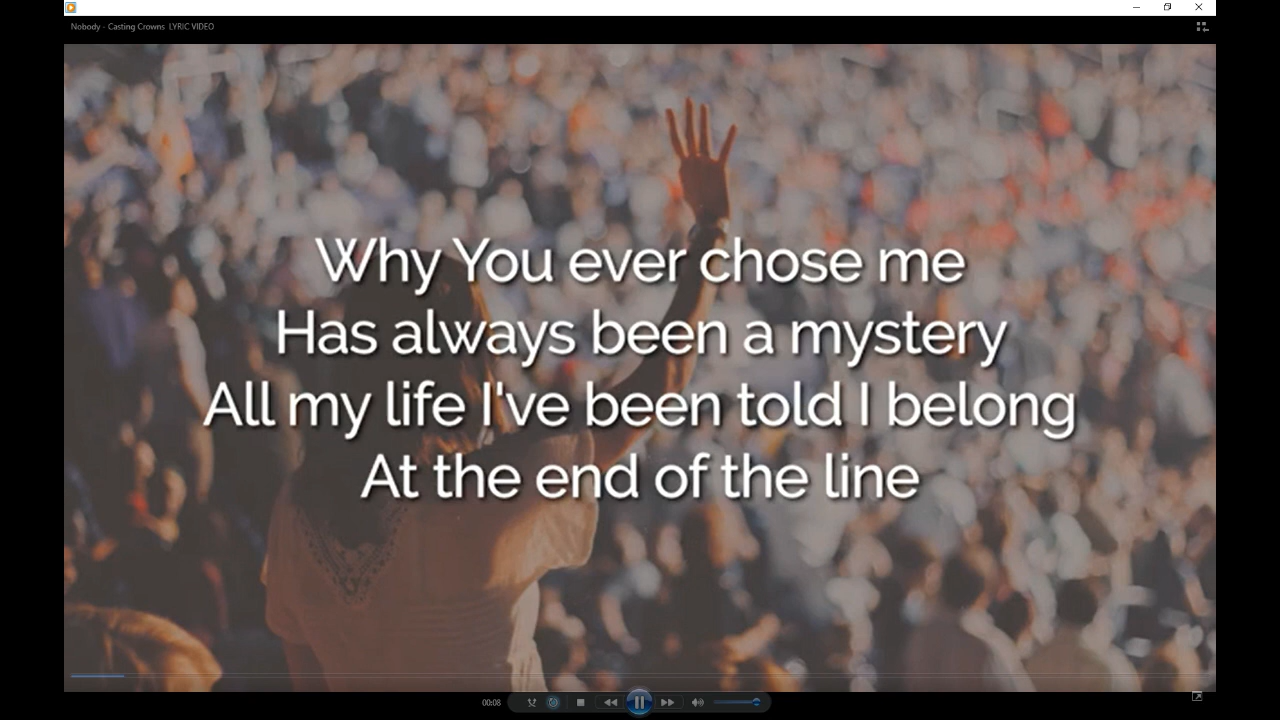 Nobody - Casting Crowns LYRIC VIDEO
Why You ever chose me
Has always been a mystery
All my life I've been told I belong
At the end of the line
00:08